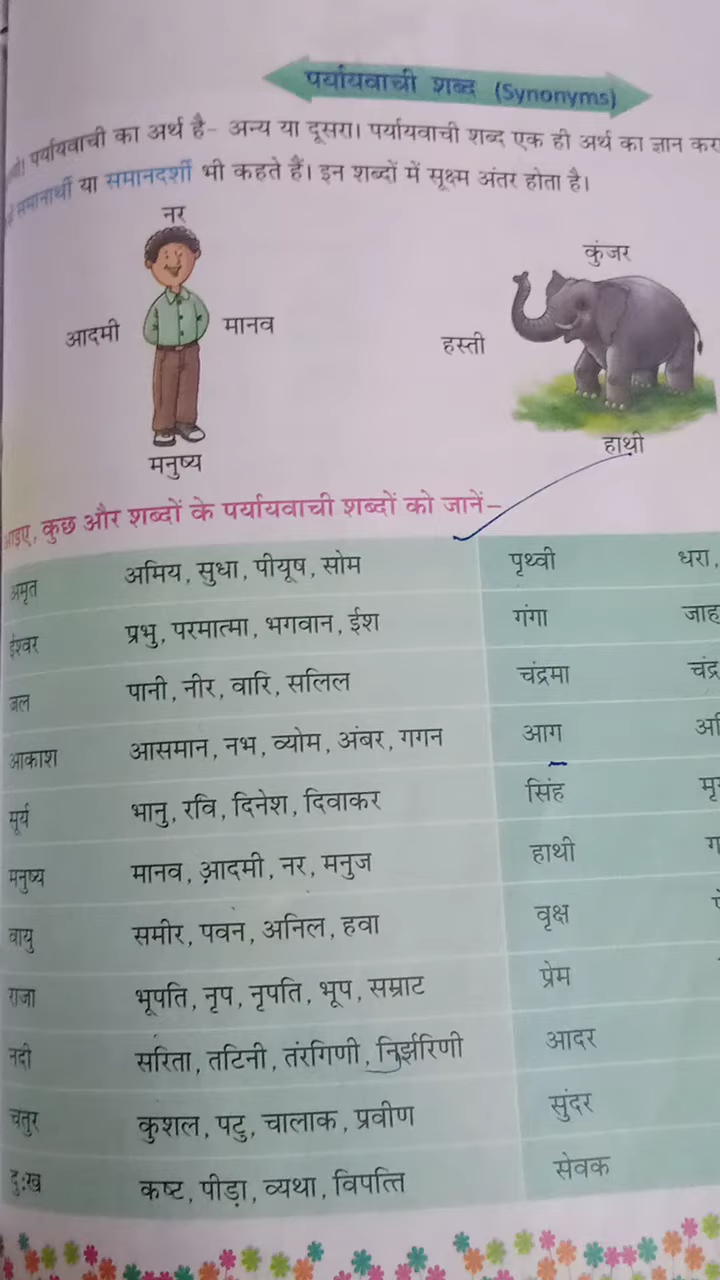 पर्यायवाची शब्द (Synonyms)
पर्यायवाची का अर्थ है- अन्य या दूसरा। पर्यायवाची शब्द एक ही अर्थ का ज्ञान
समानार्थी या समानदर्शी भी कहते हैं। इन शब्दों में सूक्ष्म अंतर होता है।
नर
आदमी मानव
मनुष्य
कुंजर
हस्ती
हाथी
कुछ और शब्दों के पर्यायवाची शब्दों को जानें-
अमृत अमिय, सुधा, पीयूष, सोम पृथ्वी धरा,
ईश्वर प्रभु, परमात्मा, भगवान, ईश गंगा
जल पानी, नीर, वारि, सलिल चंद्रमा
आकाश आसमान, नभ, व्योम, अंबर, गगन आग
सूर्य भानु, रवि, दिनेश, दिवाकर सिंह
मनुष्य मानव, आदमी, नर, मनुज हाथी
वायु समीर, पवन, अनिल, हवा वृक्ष
राजा भूपति, नृप, नृपति, भूप, सम्राट प्रेम
नदी सरिता, तटिनी, तरंगिणी, निर्झरिणी आदर
चतुर कुशल, पटु, चालाक, प्रवीण सुंदर
दुःख कष्ट, पीड़ा, व्यथा, विपत्ति सेवक